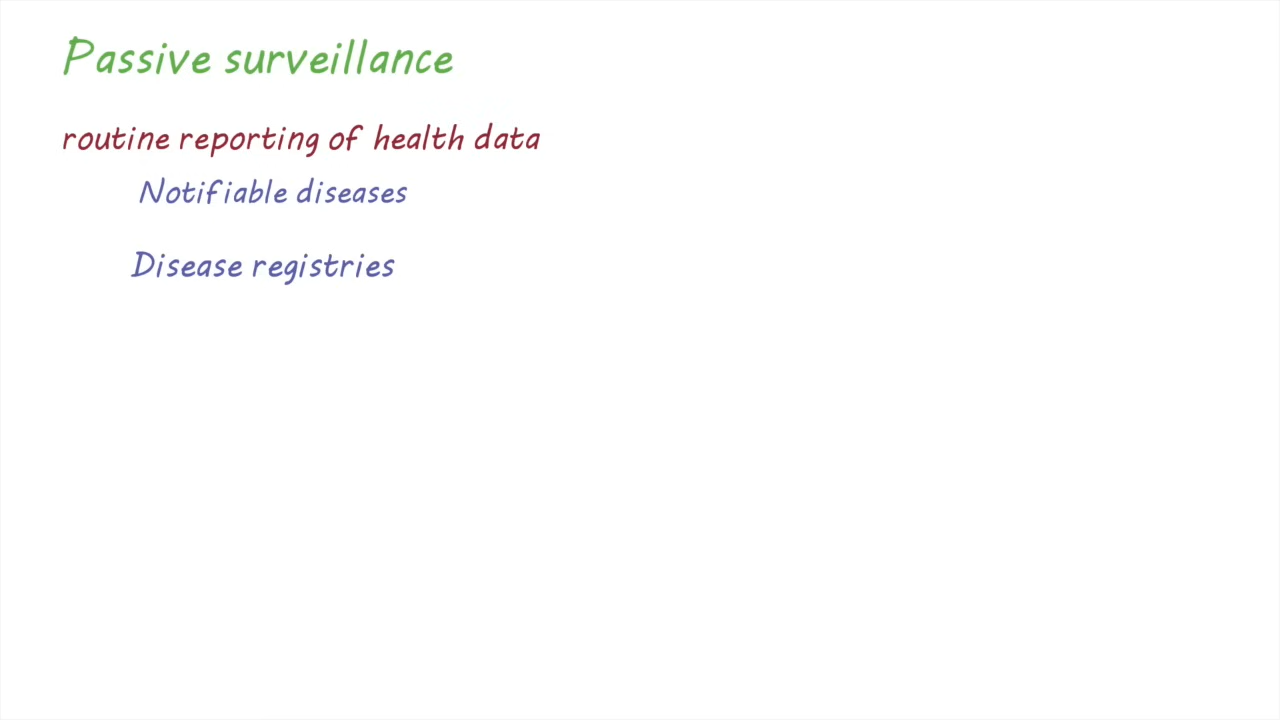 Passive surveillance
routine reporting of health data
Notifiable diseases
Disease registries